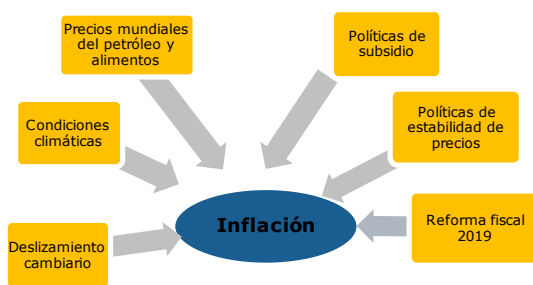 Precios mundiales
del petróleo y
alimentos
Políticas de
subsidio
Condiciones
climáticas
Políticas de
estabilidad de
precios
Inflación
Deslizamiento
cambiario
Reforma fiscal
2019